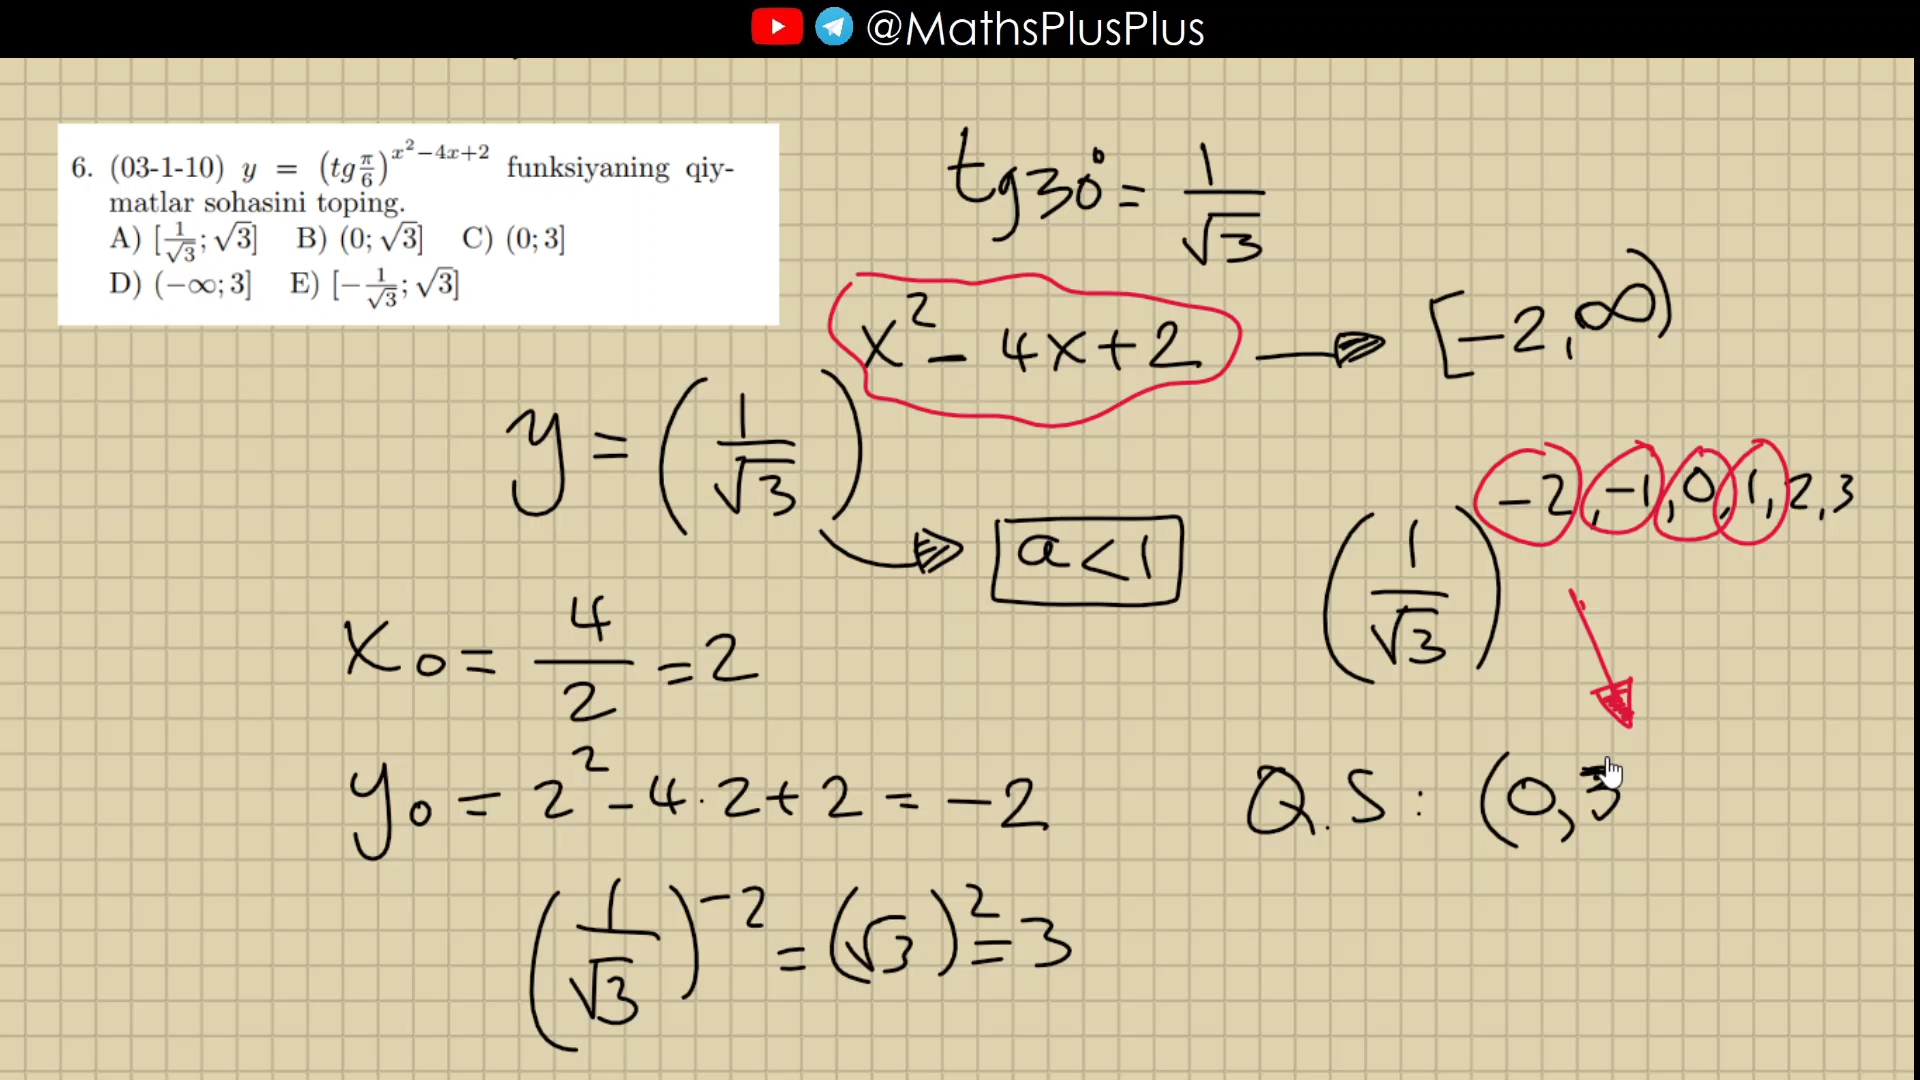 @MathsPlusPlus
6. (03-1-10) y = (tg π/6)^(x²−4x+2) funksiyaning qiy-
matlar sohasini toping.
A) [1/√3; √3] B) (0; √3] C) (0; 3]
D) (−∞; 3] E) [−1/√3; √3]
tg30° = 1/√3
x² − 4x + 2 → [−2, ∞)
y = (1/√3)
a < 1
−2, −1, 0, 1, 2, 3
(1/√3)
x₀ = 4/2 = 2
y₀ = 2² − 4·2 + 2 = −2
Q.S : (0, 3
(1/√3)⁻² = (√3)² = 3